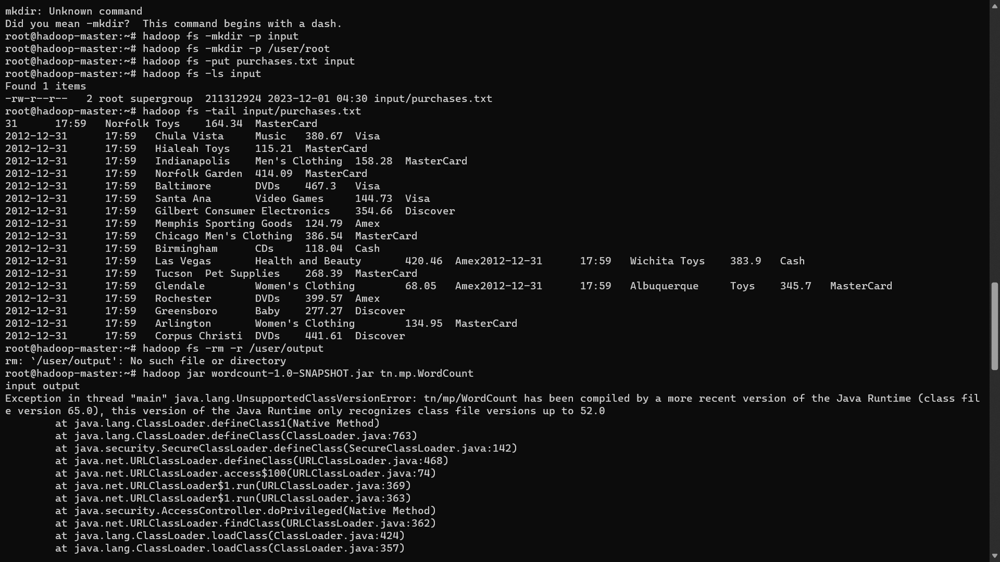 mkdir: Unknown command
Did you mean -mkdir?  This command begins with a dash.
root@hadoop-master:~# hadoop fs -mkdir -p input
root@hadoop-master:~# hadoop fs -mkdir -p /user/root
root@hadoop-master:~# hadoop fs -put purchases.txt input
root@hadoop-master:~# hadoop fs -ls input
Found 1 items
-rw-r--r--   2 root supergroup  211312924 2023-12-01 04:30 input/purchases.txt
root@hadoop-master:~# hadoop fs -tail input/purchases.txt
31      17:59   Norfolk Toys    164.34  MasterCard
2012-12-31      17:59   Chula Vista     Music   380.67  Visa
2012-12-31      17:59   Hialeah Toys    115.21  MasterCard
2012-12-31      17:59   Indianapolis    Men's Clothing  158.28  MasterCard
2012-12-31      17:59   Norfolk Garden  414.09  MasterCard
2012-12-31      17:59   Baltimore       DVDs    467.3   Visa
2012-12-31      17:59   Santa Ana       Video Games     144.73  Visa
2012-12-31      17:59   Gilbert Consumer Electronics    354.66  Discover
2012-12-31      17:59   Memphis Sporting Goods  124.79  Amex
2012-12-31      17:59   Chicago Men's Clothing  386.54  MasterCard
2012-12-31      17:59   Birmingham      CDs     118.04  Cash
2012-12-31      17:59   Las Vegas       Health and Beauty       420.46  Amex2012-12-31      17:59   Wichita Toys    383.9   Cash
2012-12-31      17:59   Tucson  Pet Supplies    268.39  MasterCard
2012-12-31      17:59   Glendale        Women's Clothing        68.05   Amex2012-12-31      17:59   Albuquerque     Toys    345.7   MasterCard
2012-12-31      17:59   Rochester       DVDs    399.57  Amex
2012-12-31      17:59   Greensboro      Baby    277.27  Discover
2012-12-31      17:59   Arlington       Women's Clothing        134.95  MasterCard
2012-12-31      17:59   Corpus Christi  DVDs    441.61  Discover
root@hadoop-master:~# hadoop fs -rm -r /user/output
rm: `/user/output': No such file or directory
root@hadoop-master:~# hadoop jar wordcount-1.0-SNAPSHOT.jar tn.mp.WordCount
input output
Exception in thread "main" java.lang.UnsupportedClassVersionError: tn/mp/WordCount has been compiled by a more recent version of the Java Runtime (class fil
e version 65.0), this version of the Java Runtime only recognizes class file versions up to 52.0
        at java.lang.ClassLoader.defineClass1(Native Method)
        at java.lang.ClassLoader.defineClass(ClassLoader.java:763)
        at java.security.SecureClassLoader.defineClass(SecureClassLoader.java:142)
        at java.net.URLClassLoader.defineClass(URLClassLoader.java:468)
        at java.net.URLClassLoader.access$100(URLClassLoader.java:74)
        at java.net.URLClassLoader$1.run(URLClassLoader.java:369)
        at java.net.URLClassLoader$1.run(URLClassLoader.java:363)
        at java.security.AccessController.doPrivileged(Native Method)
        at java.net.URLClassLoader.findClass(URLClassLoader.java:362)
        at java.lang.ClassLoader.loadClass(ClassLoader.java:424)
        at java.lang.ClassLoader.loadClass(ClassLoader.java:357)